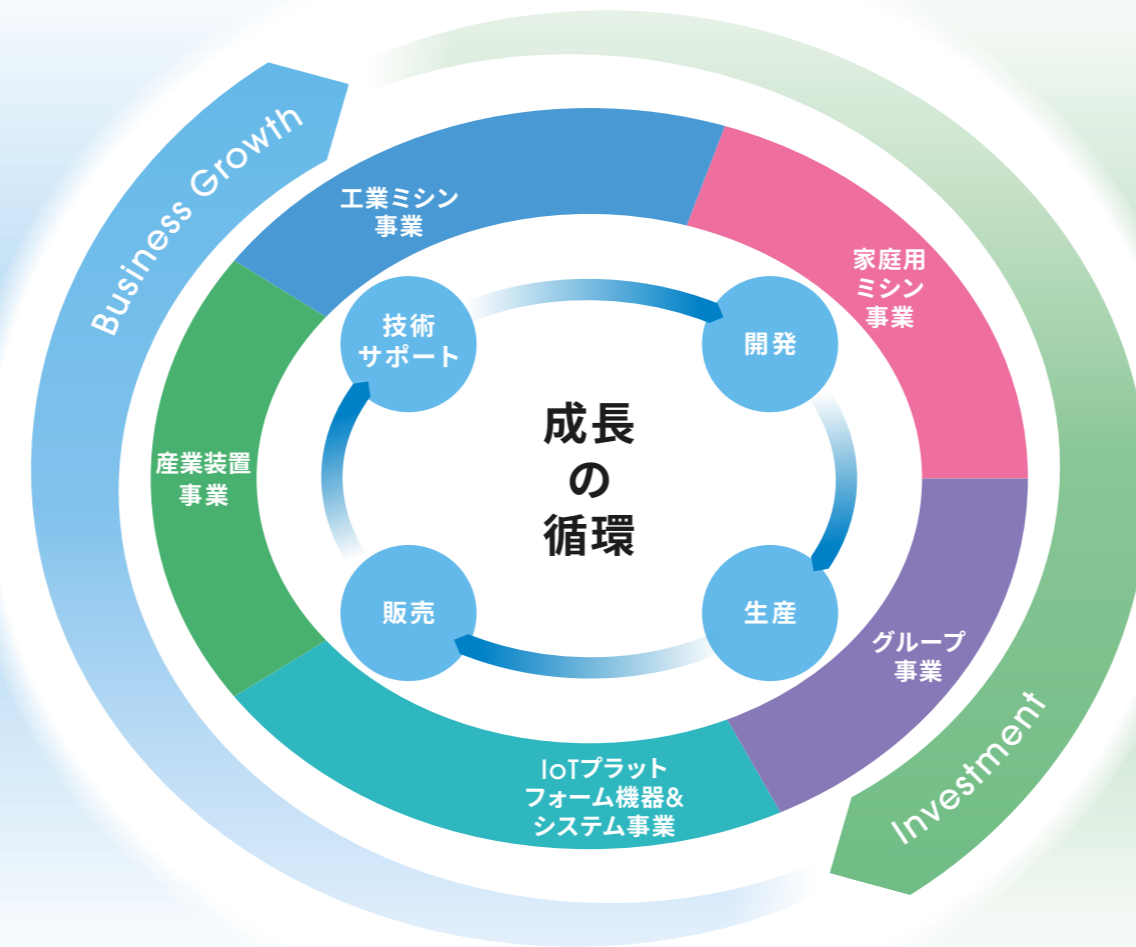 Business Growth
工業ミシン
事業
家庭用
ミシン
事業
技術
サポート
開発
成長
の
循環
産業装置
事業
販売
生産
グループ
事業
IoTプラット
フォーム機器&
システム事業
Investment